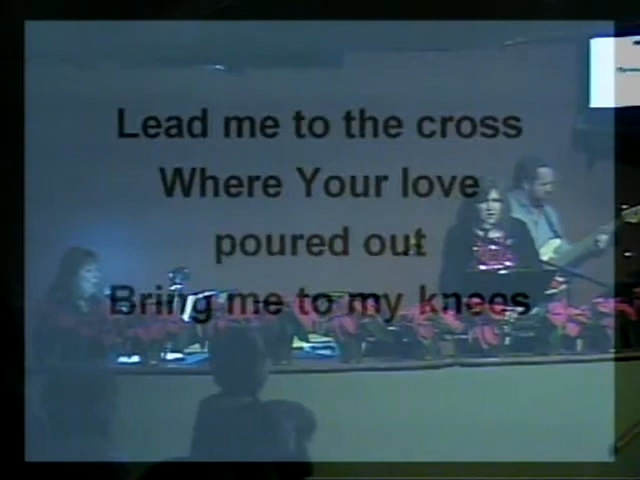 Lead me to the cross
Where Your love
poured out
Bring me to my knees